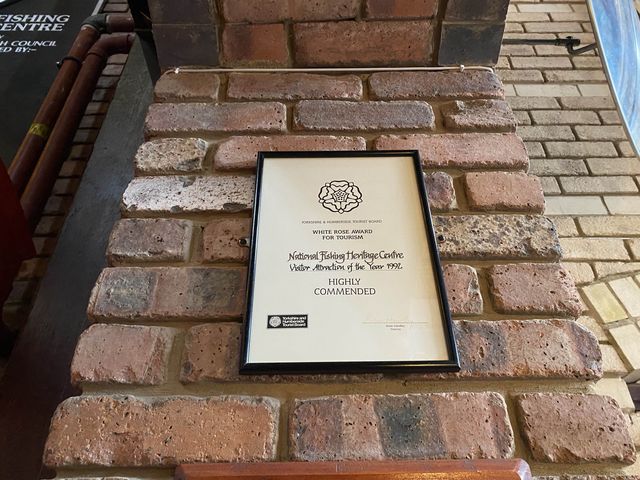 FISHING
CENTRE
H COUNCIL
ED BY:-
YORKSHIRE & HUMBERSIDE TOURIST BOARD
WHITE ROSE AWARD
FOR TOURISM
National Fishing Heritage Centre
Visitor Attraction of the Year 1992
HIGHLY
COMMENDED
Yorkshire and
Humberside
Tourist Board